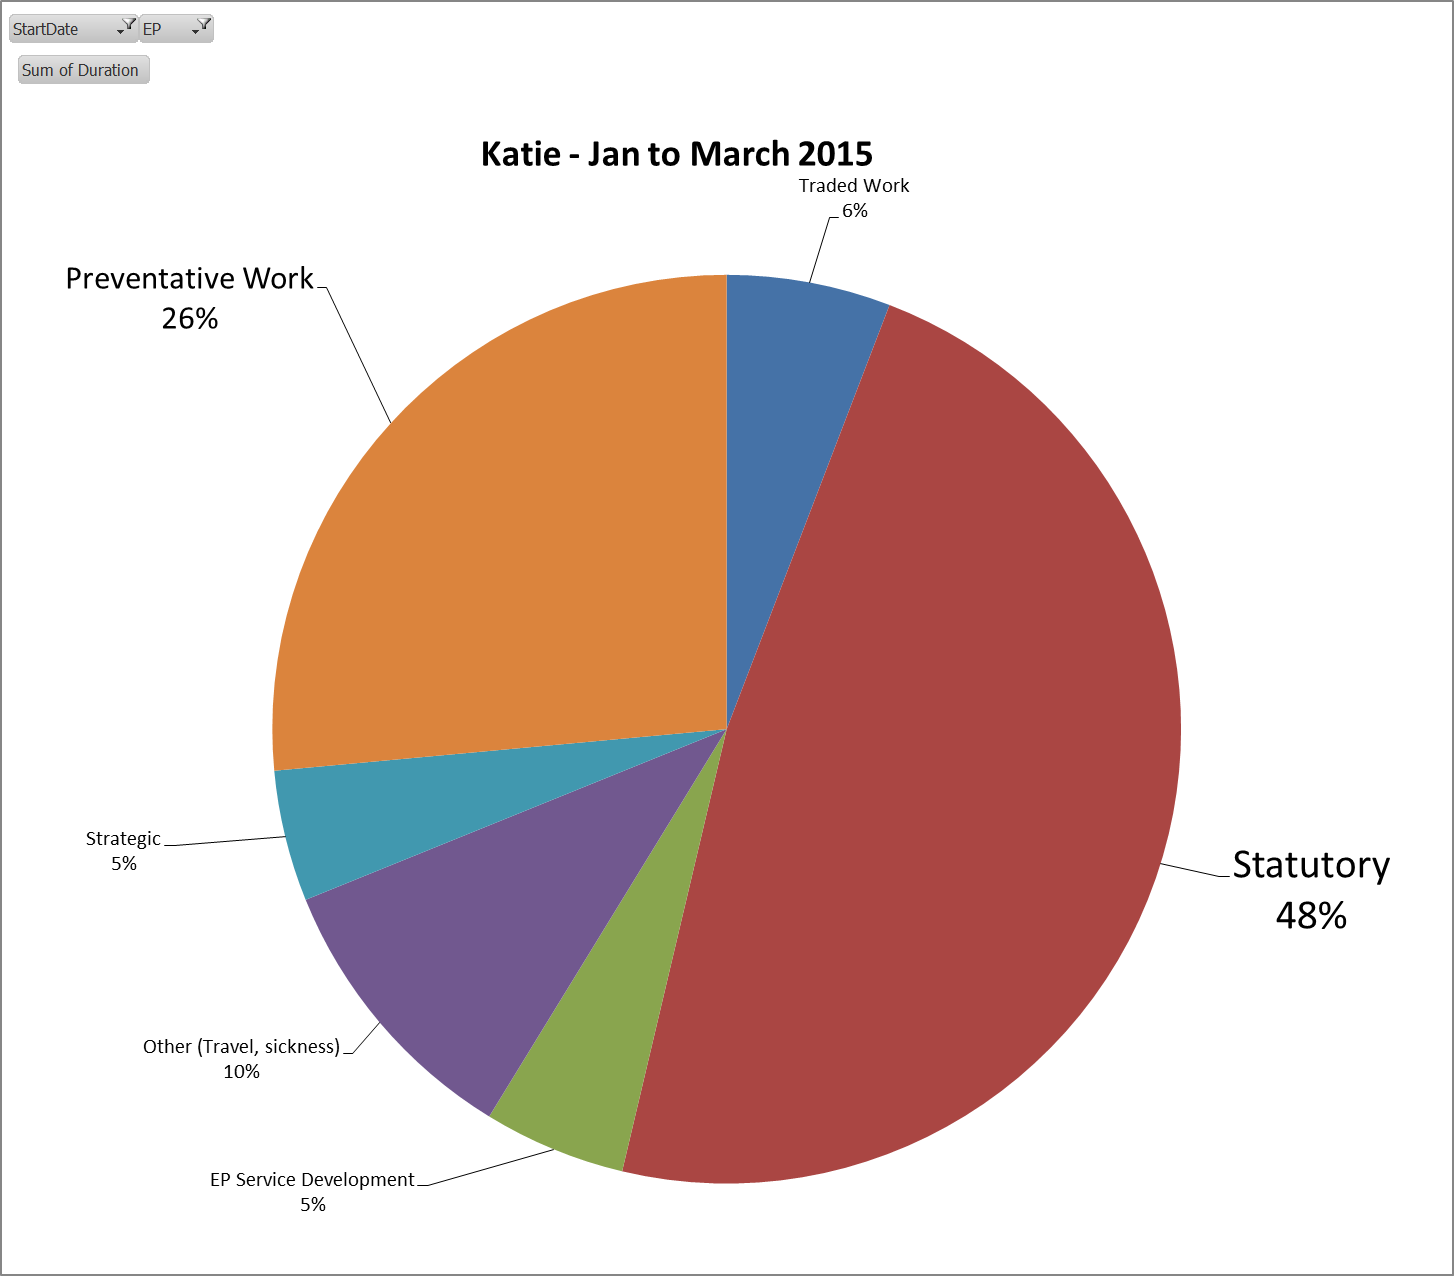 StartDate
EP
Sum of Duration
Katie - Jan to March 2015
Traded Work
6%
Preventative Work
26%
Statutory
48%
Strategic
5%
Other (Travel, sickness)
10%
EP Service Development
5%